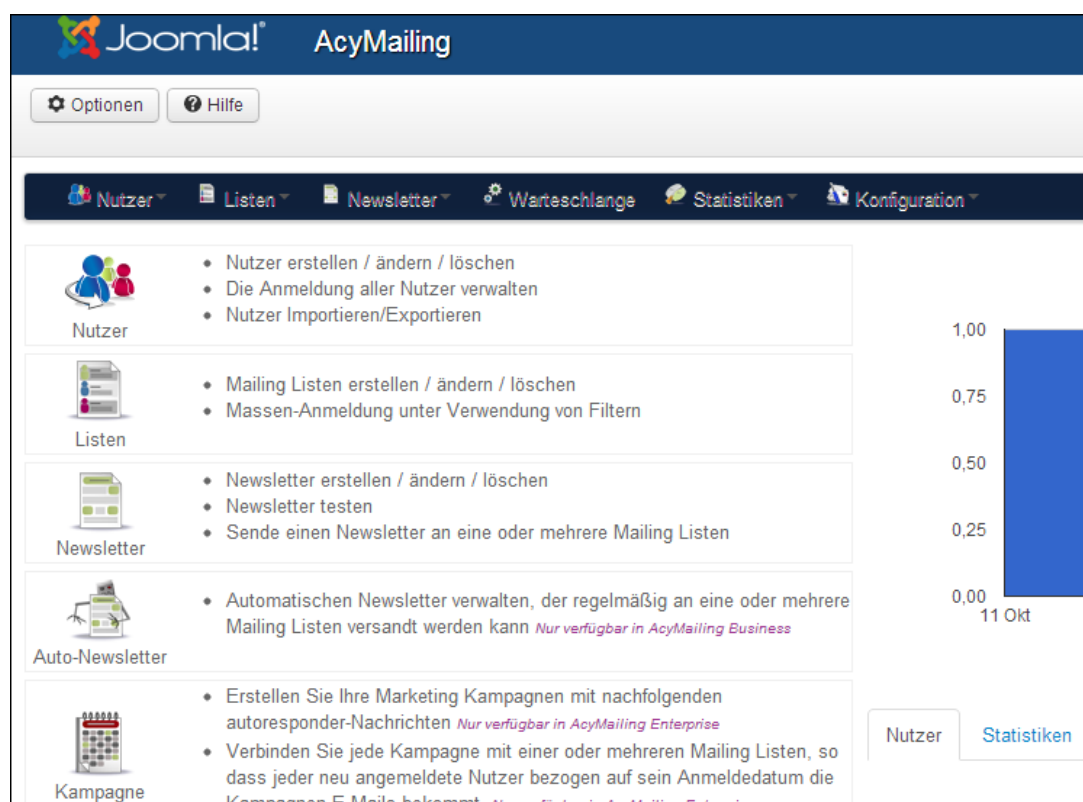 Joomla!® AcyMailing
Optionen Hilfe
Nutzer Listen Newsletter Warteschlange Statistiken Konfiguration
Nutzer
• Nutzer erstellen / ändern / löschen
• Die Anmeldung aller Nutzer verwalten
• Nutzer Importieren/Exportieren
Listen
• Mailing Listen erstellen / ändern / löschen
• Massen-Anmeldung unter Verwendung von Filtern
Newsletter
• Newsletter erstellen / ändern / löschen
• Newsletter testen
• Sende einen Newsletter an eine oder mehrere Mailing Listen
Auto-Newsletter
• Automatischen Newsletter verwalten, der regelmäßig an eine oder mehrere
Mailing Listen versandt werden kann Nur verfügbar in AcyMailing Business
Kampagne
• Erstellen Sie Ihre Marketing Kampagnen mit nachfolgenden
autoresponder-Nachrichten Nur verfügbar in AcyMailing Enterprise
• Verbinden Sie jede Kampagne mit einer oder mehreren Mailing Listen, so
dass jeder neu angemeldete Nutzer bezogen auf sein Anmeldedatum die
Kampagnen E-Mails bekommt
1,00
0,75
0,50
0,25
0,00
11 Okt
Nutzer Statistiken